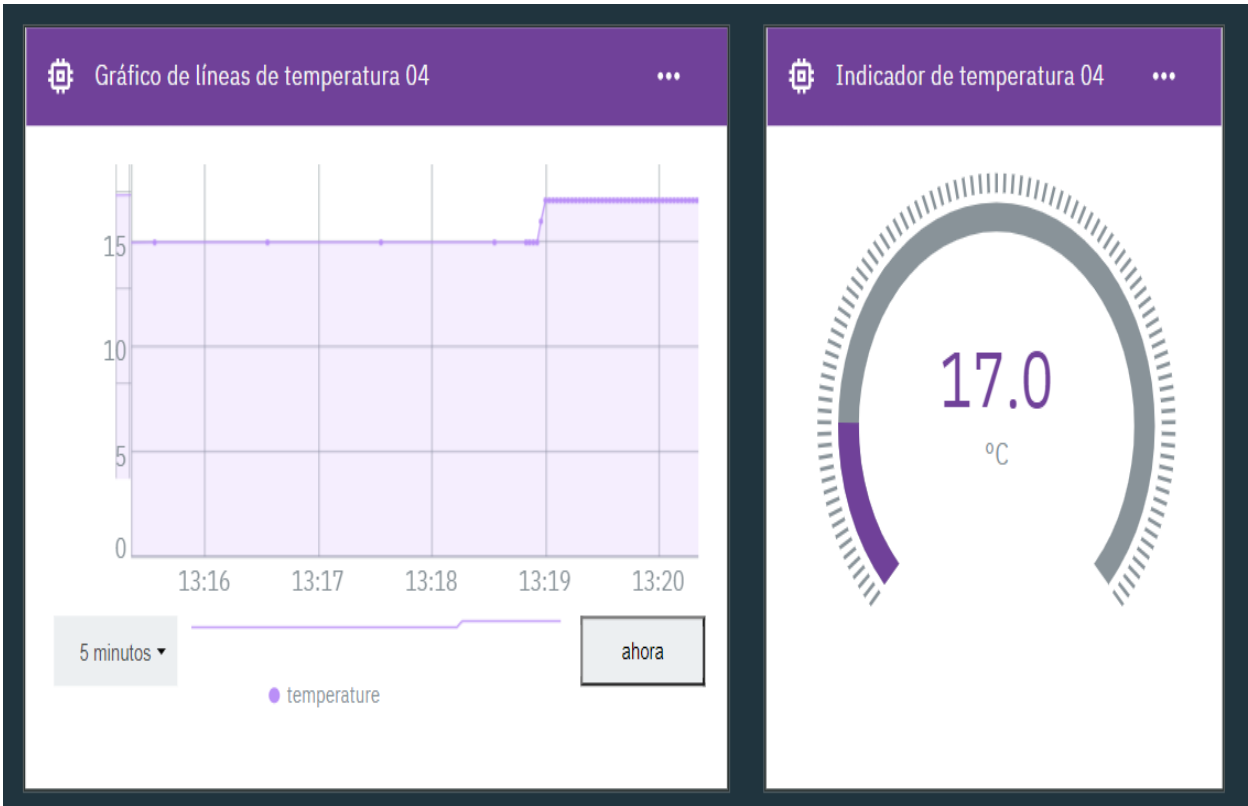 Gráfico de líneas de temperatura 04
15
10
5
0
13:16 13:17 13:18 13:19 13:20
5 minutos
ahora
temperature
Indicador de temperatura 04
17.0
°C